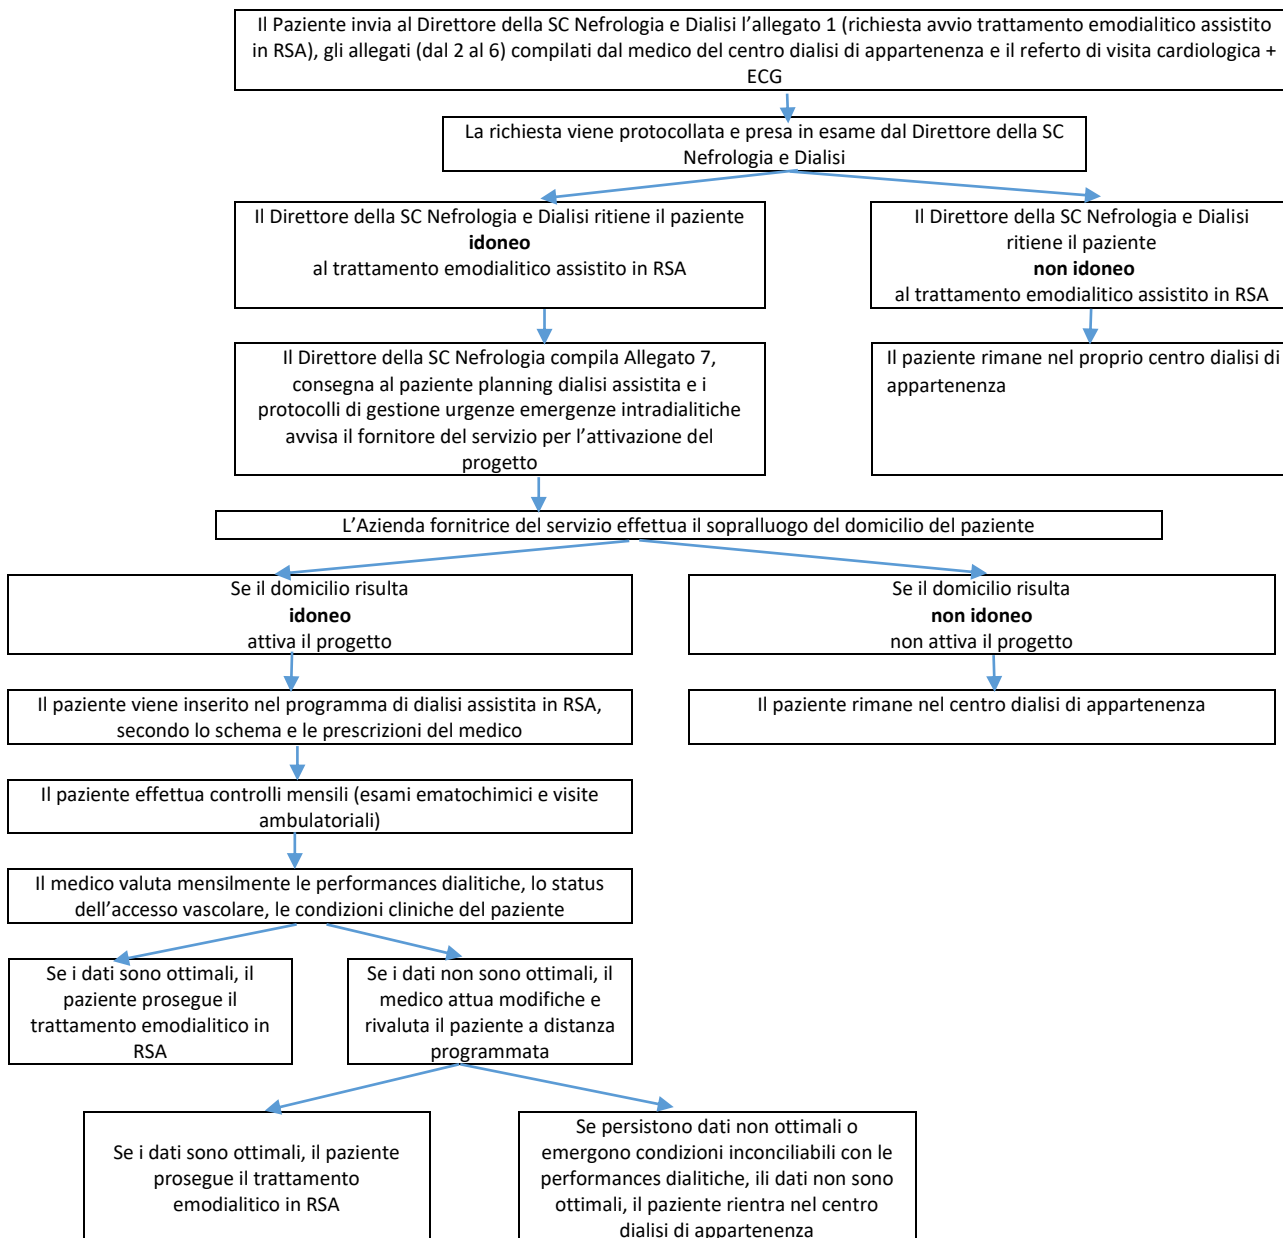 Il Paziente invia al Direttore della SC Nefrologia e Dialisi l’allegato 1 (richiesta avvio trattamento emodialitico assistito
in RSA), gli allegati (dal 2 al 6) compilati dal medico del centro dialisi di appartenenza e il referto di visita cardiologica +
ECG
La richiesta viene protocollata e presa in esame dal Direttore della SC
Nefrologia e Dialisi
Il Direttore della SC Nefrologia e Dialisi ritiene il paziente
idoneo
al trattamento emodialitico assistito in RSA
Il Direttore della SC Nefrologia e Dialisi
ritiene il paziente
non idoneo
al trattamento emodialitico assistito in RSA
Il Direttore della SC Nefrologia compila Allegato 7,
consegna al paziente planning dialisi assistita e i
protocolli di gestione urgenze emergenze intradialitiche
avvisa il fornitore del servizio per l’attivazione del
progetto
Il paziente rimane nel proprio centro dialisi di
appartenenza
L’Azienda fornitrice del servizio effettua il sopralluogo del domicilio del paziente
Se il domicilio risulta
idoneo
attiva il progetto
Se il domicilio risulta
non idoneo
non attiva il progetto
Il paziente viene inserito nel programma di dialisi assistita in RSA,
secondo lo schema e le prescrizioni del medico
Il paziente rimane nel centro dialisi di appartenenza
Il paziente effettua controlli mensili (esami ematochimici e visite
ambulatoriali)
Il medico valuta mensilmente le performances dialitiche, lo status
dell’accesso vascolare, le condizioni cliniche del paziente
Se i dati sono ottimali, il
paziente prosegue il
trattamento emodialitico in
RSA
Se i dati non sono ottimali, il
medico attua modifiche e
rivaluta il paziente a distanza
programmata
Se i dati sono ottimali, il paziente
prosegue il trattamento
emodialitico in RSA
Se persistono dati non ottimali o
emergono condizioni inconciliabili con le
performances dialitiche, ili dati non sono
ottimali, il paziente rientra nel centro
dialisi di appartenenza